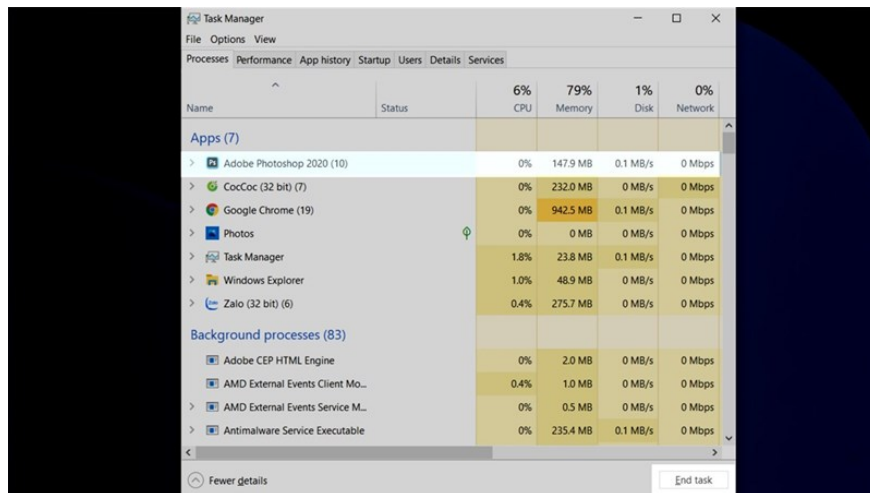 Task Manager
File Options View
Processes Performance App history Startup Users Details Services
6% 79% 1% 0%
Name Status CPU Memory Disk Network
Apps (7)
Adobe Photoshop 2020 (10) 0% 147.9 MB 0.1 MB/s 0 Mbps
CocCoc (32 bit) (7) 0% 232.0 MB 0 MB/s 0 Mbps
Google Chrome (19) 0% 942.5 MB 0.1 MB/s 0 Mbps
Photos 0% 0 MB 0 MB/s 0 Mbps
Task Manager 1.8% 23.8 MB 0.1 MB/s 0 Mbps
Windows Explorer 1.0% 48.9 MB 0 MB/s 0 Mbps
Zalo (32 bit) (6) 0.4% 275.7 MB 0 MB/s 0 Mbps
Background processes (83)
Adobe CEP HTML Engine 0% 2.0 MB 0 MB/s 0 Mbps
AMD External Events Client Mo... 0.4% 1.0 MB 0 MB/s 0 Mbps
AMD External Events Service M... 0% 0.5 MB 0 MB/s 0 Mbps
Antimalware Service Executable 0% 235.4 MB 0.1 MB/s 0 Mbps
Fewer details End task